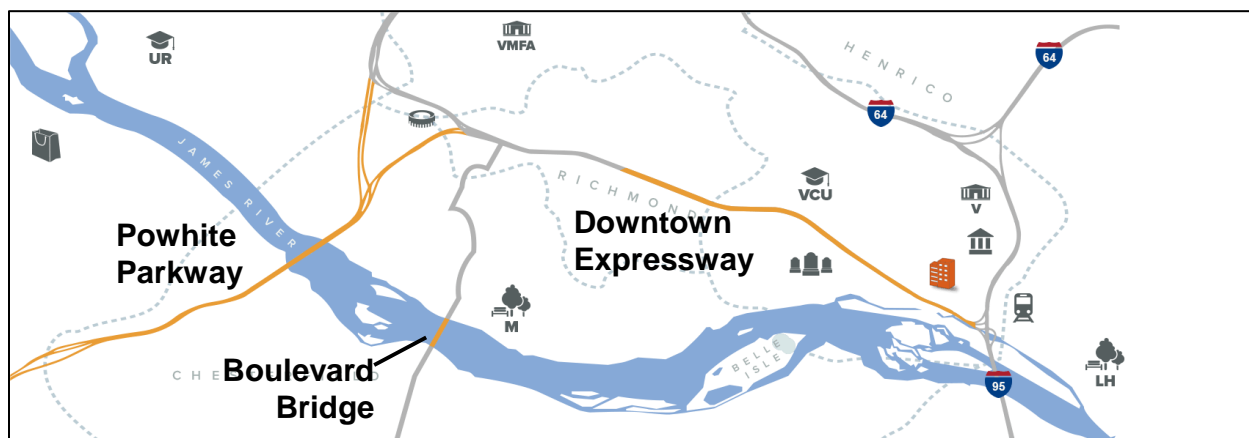 UR
VMFA
HENRICO
64
64
JAMES RIVER
RICHMOND
VCU
V
Powhite
Parkway
Downtown
Expressway
M
BELLE
ISLE
Boulevard
Bridge
LH
95